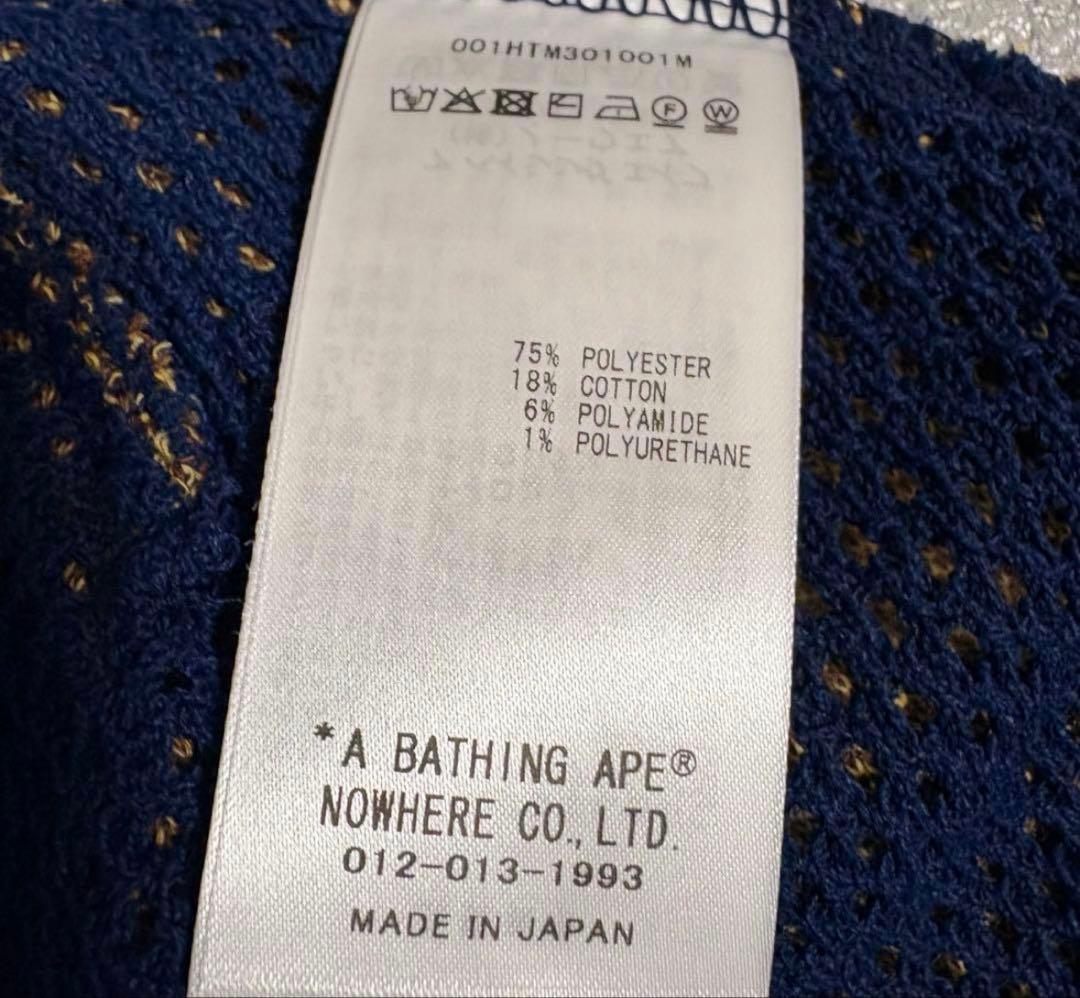 001HTM301001M
F W
75% POLYESTER
18% COTTON
6% POLYAMIDE
1% POLYURETHANE
*A BATHING APE®
NOWHERE CO., LTD.
012-013-1993
MADE IN JAPAN